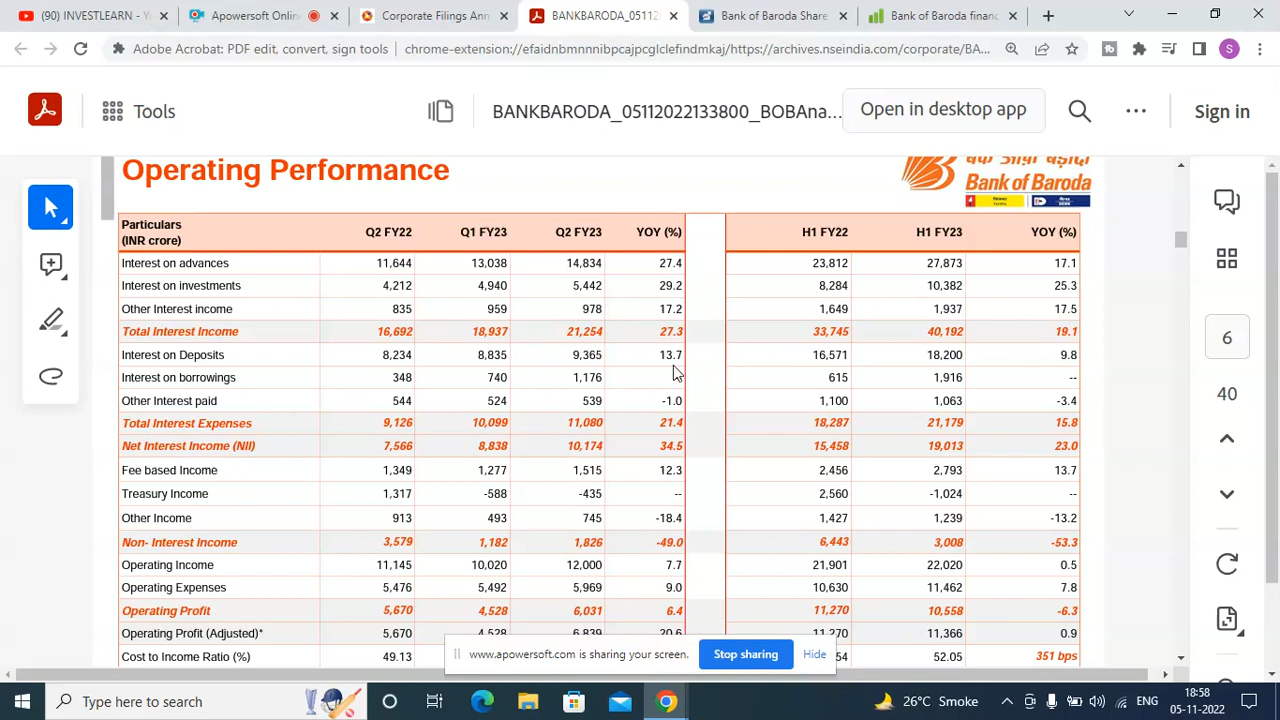 (90) INVESTLEARN - Y
Apowersoft Onli
Corporate Filings Ann
BANKBARODA_0511
Bank of Baroda Share
Bank of Baroda financ
Adobe Acrobat: PDF edit, convert, sign tools
chrome-extension://efaidnbmnnnibpcajpcglclefindmkaj/https://archives.nseindia.com/corporate/BA...
S
Tools
BANKBARODA_05112022133800_BOBAna...
Open in desktop app
Sign in
Operating Performance
Bank of Baroda
Particulars (INR crore) Q2 FY22 Q1 FY23 Q2 FY23 YOY (%) H1 FY22 H1 FY23 YOY (%)
Interest on advances 11,644 13,038 14,834 27.4 23,812 27,873 17.1
Interest on investments 4,212 4,940 5,442 29.2 8,284 10,382 25.3
Other Interest income 835 959 978 17.2 1,649 1,937 17.5
Total Interest Income 16,692 18,937 21,254 27.3 33,745 40,192 19.1
Interest on Deposits 8,234 8,835 9,365 13.7 16,571 18,200 9.8
Interest on borrowings 348 740 1,176 615 1,916 --
Other Interest paid 544 524 539 -1.0 1,100 1,063 -3.4
Total Interest Expenses 9,126 10,099 11,080 21.4 18,287 21,179 15.8
Net Interest Income (NII) 7,566 8,838 10,174 34.5 15,458 19,013 23.0
Fee based Income 1,349 1,277 1,515 12.3 2,456 2,793 13.7
Treasury Income 1,317 -588 -435 -- 2,560 -1,024 --
Other Income 913 493 745 -18.4 1,427 1,239 -13.2
Non- Interest Income 3,579 1,182 1,826 -49.0 6,443 3,008 -53.3
Operating Income 11,145 10,020 12,000 7.7 21,901 22,020 0.5
Operating Expenses 5,476 5,492 5,969 9.0 10,630 11,462 7.8
Operating Profit 5,670 4,528 6,031 6.4 11,270 10,558 -6.3
Operating Profit (Adjusted)* 5,670 4,528 6,839 20.6 11,270 11,366 0.9
Cost to Income Ratio (%) 49.13 52.05 351 bps
www.apowersoft.com is sharing your screen.
Stop sharing
Hide
6
40
Type here to search
26°C Smoke
ENG
18:58
05-11-2022